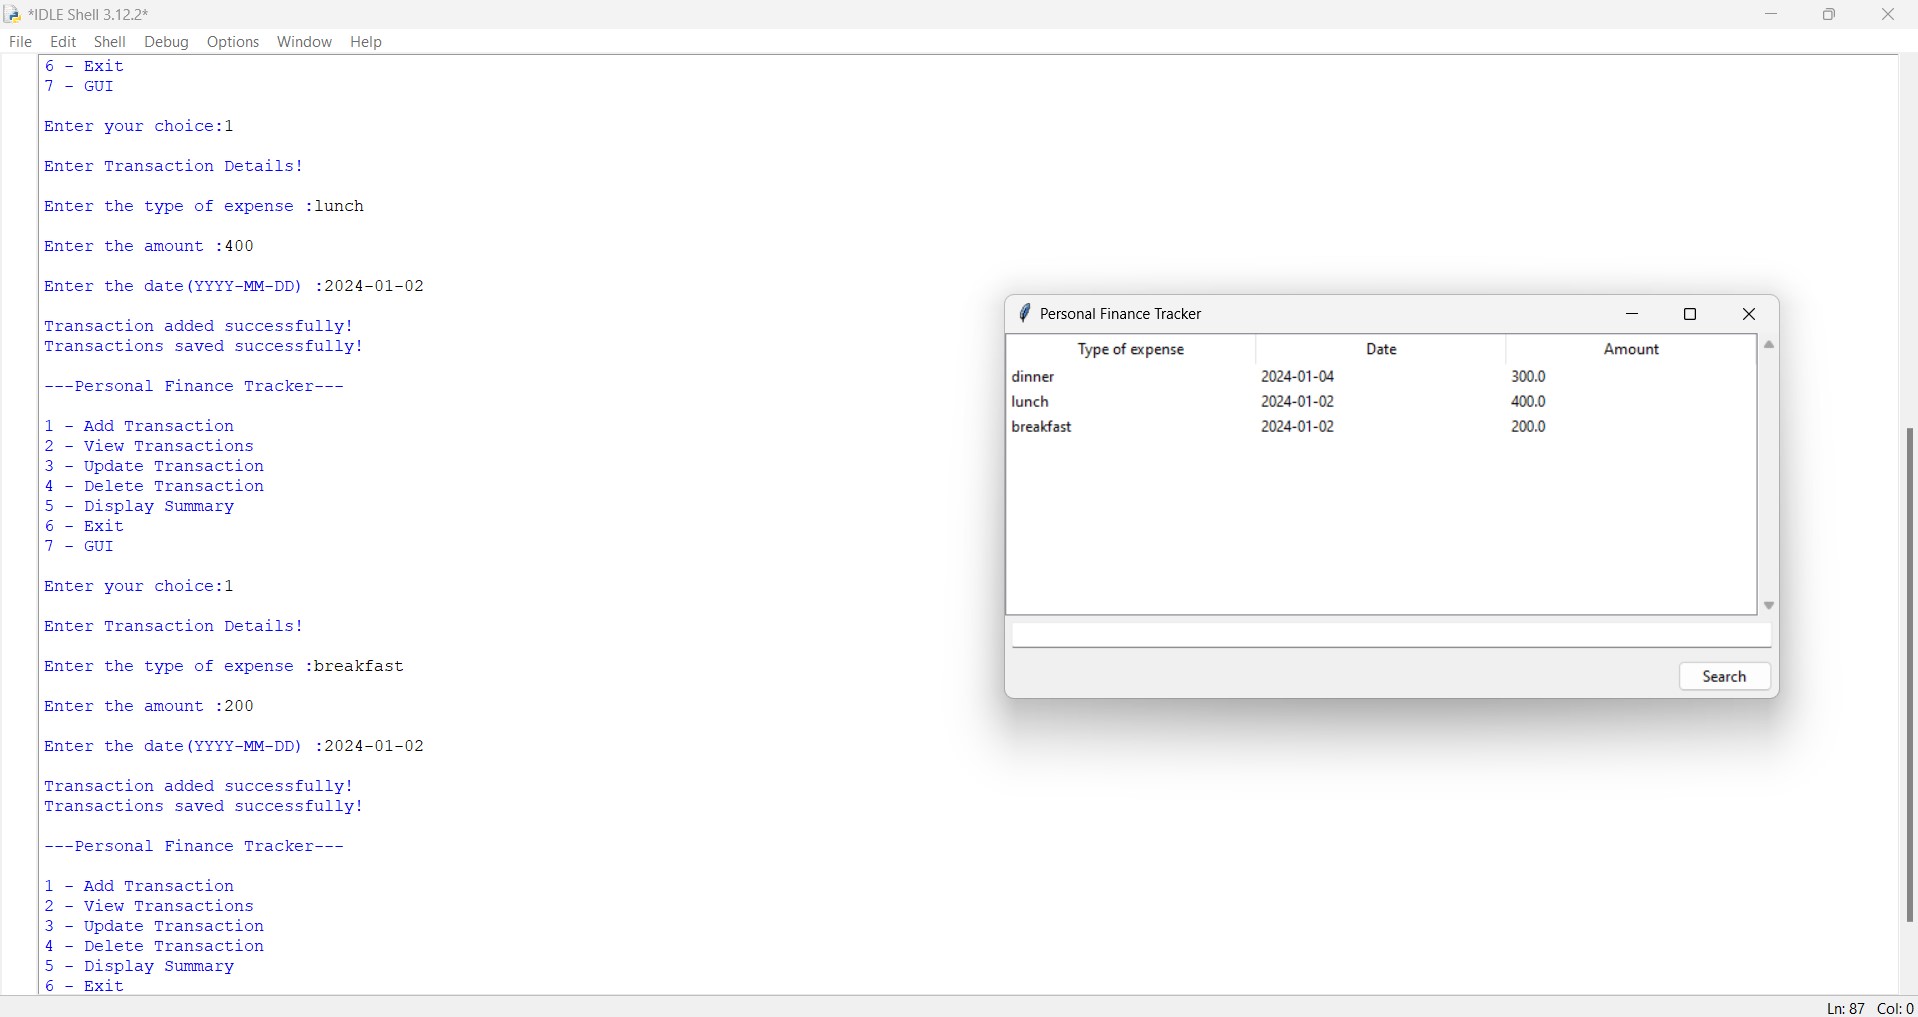 *IDLE Shell 3.12.2*
File Edit Shell Debug Options Window Help
6 - Exit
7 - GUI
Enter your choice:1
Enter Transaction Details!
Enter the type of expense :lunch
Enter the amount :400
Enter the date(YYYY-MM-DD) :2024-01-02
Transaction added successfully!
Transactions saved successfully!
---Personal Finance Tracker---
1 - Add Transaction
2 - View Transactions
3 - Update Transaction
4 - Delete Transaction
5 - Display Summary
6 - Exit
7 - GUI
Enter your choice:1
Enter Transaction Details!
Enter the type of expense :breakfast
Enter the amount :200
Enter the date(YYYY-MM-DD) :2024-01-02
Transaction added successfully!
Transactions saved successfully!
---Personal Finance Tracker---
1 - Add Transaction
2 - View Transactions
3 - Update Transaction
4 - Delete Transaction
5 - Display Summary
6 - Exit
Personal Finance Tracker
Type of expense Date Amount
dinner 2024-01-04 300.0
lunch 2024-01-02 400.0
breakfast 2024-01-02 200.0
Search
Ln: 87 Col: 0